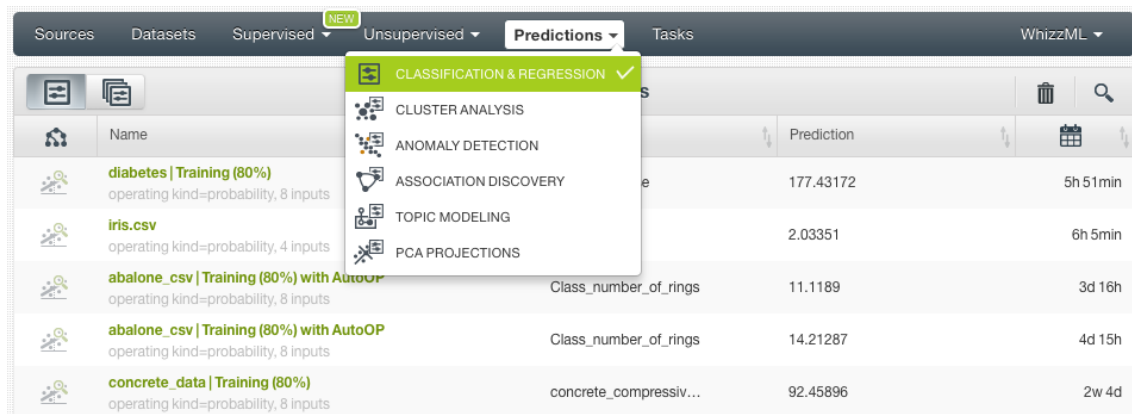 NEW
Sources Datasets Supervised Unsupervised Predictions Tasks WhizzML
CLASSIFICATION & REGRESSION
CLUSTER ANALYSIS
ANOMALY DETECTION
ASSOCIATION DISCOVERY
TOPIC MODELING
PCA PROJECTIONS
Name Prediction
diabetes | Training (80%)
operating kind=probability, 8 inputs
177.43172 5h 51min
iris.csv
operating kind=probability, 4 inputs
2.03351 6h 5min
abalone_csv | Training (80%) with AutoOP
operating kind=probability, 8 inputs
Class_number_of_rings 11.1189 3d 16h
abalone_csv | Training (80%) with AutoOP
operating kind=probability, 8 inputs
Class_number_of_rings 14.21287 4d 15h
concrete_data | Training (80%)
operating kind=probability, 8 inputs
concrete_compressiv... 92.45896 2w 4d